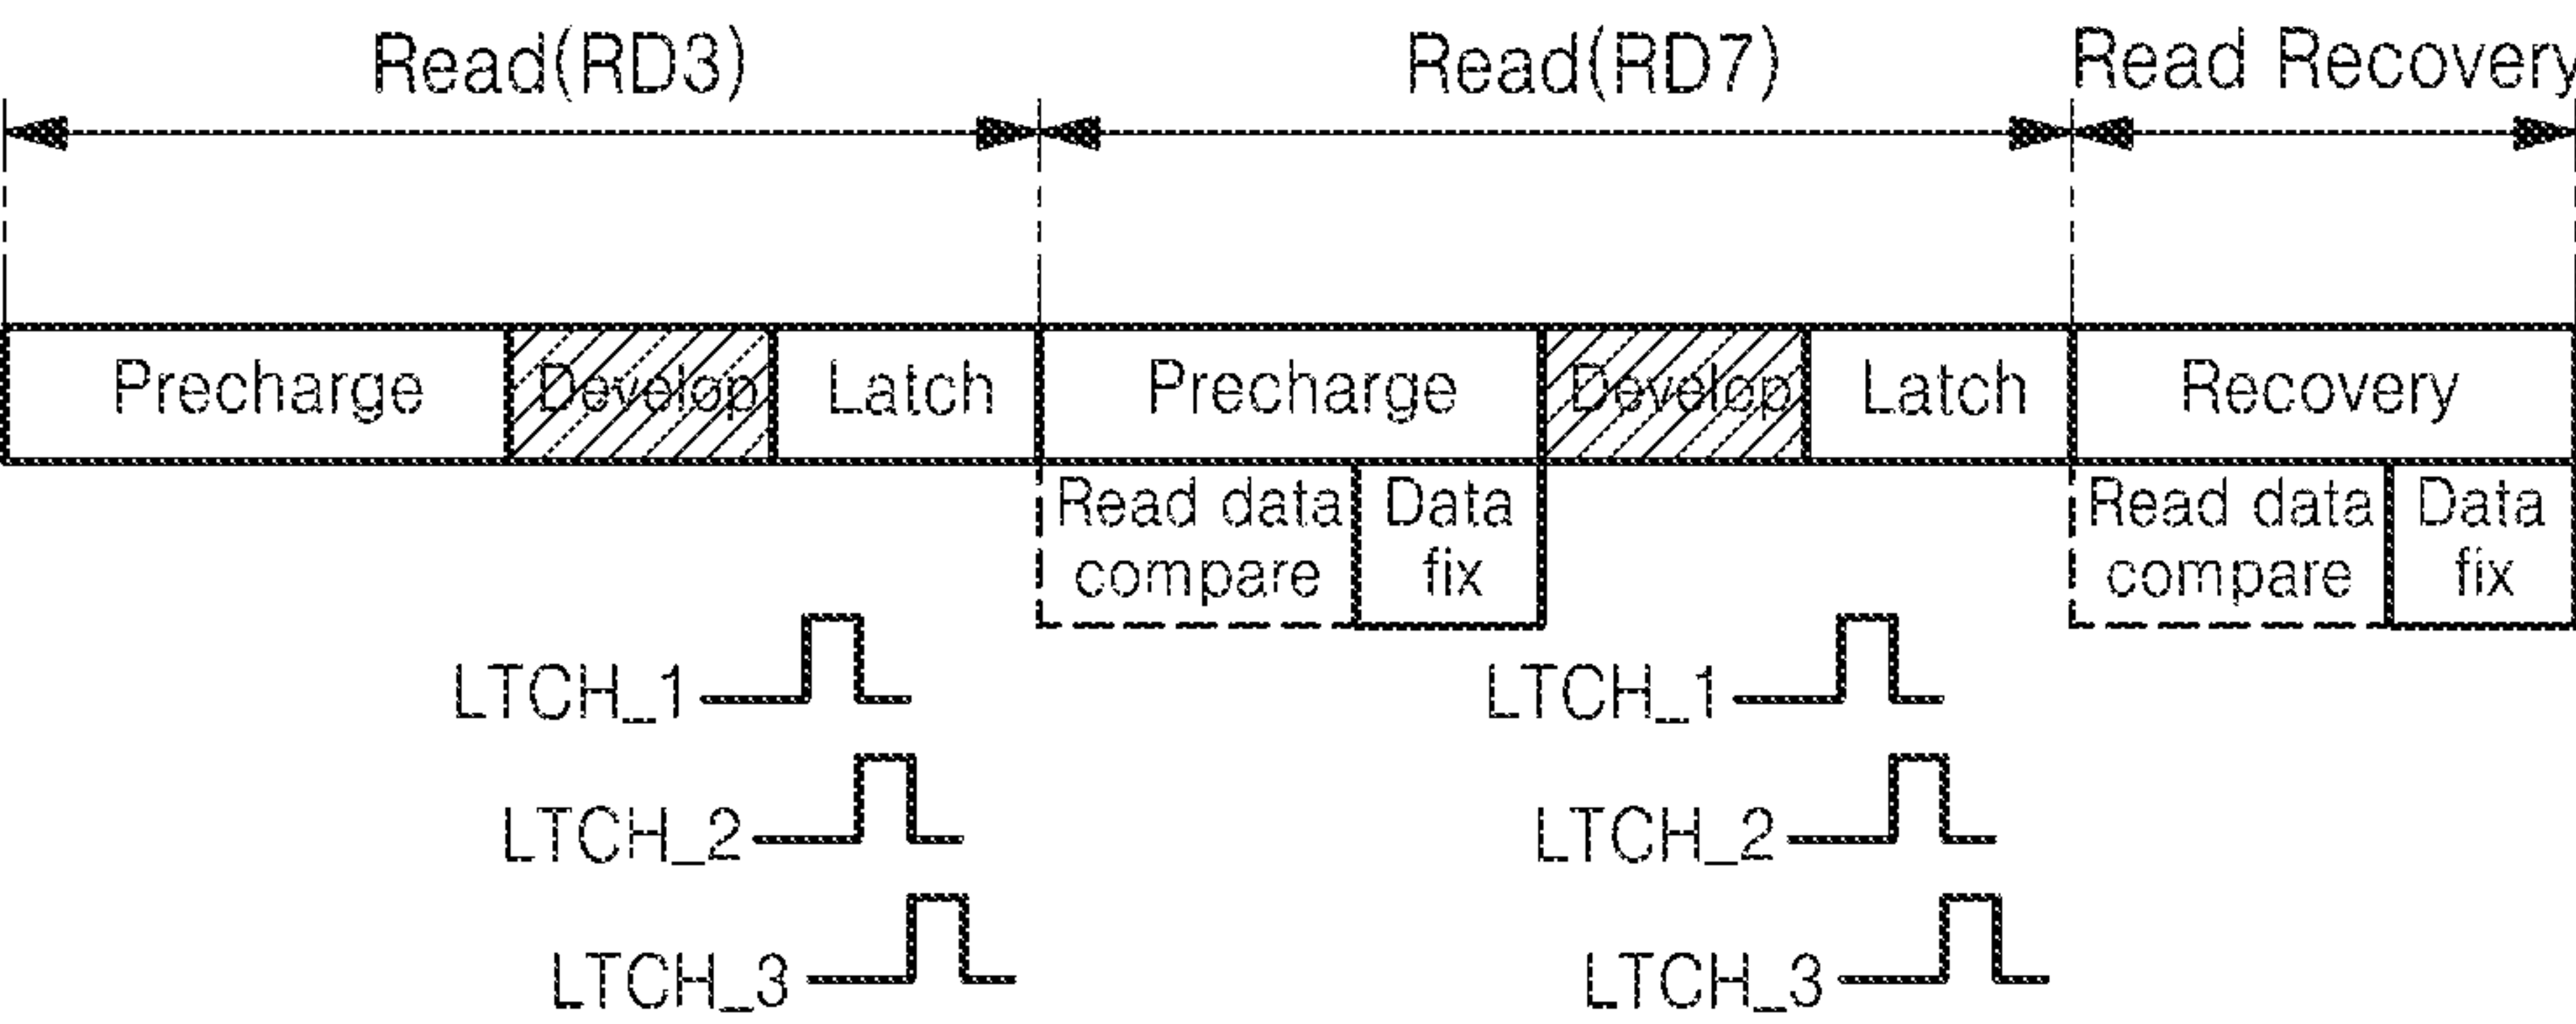 Read(RD3)
Read(RD7)
Read Recovery
Precharge
Develop
Latch
Precharge
Develop
Latch
Recovery
Read data
compare
Data
fix
Read data
compare
Data
fix
LTCH_1
LTCH_2
LTCH_3
LTCH_1
LTCH_2
LTCH_3